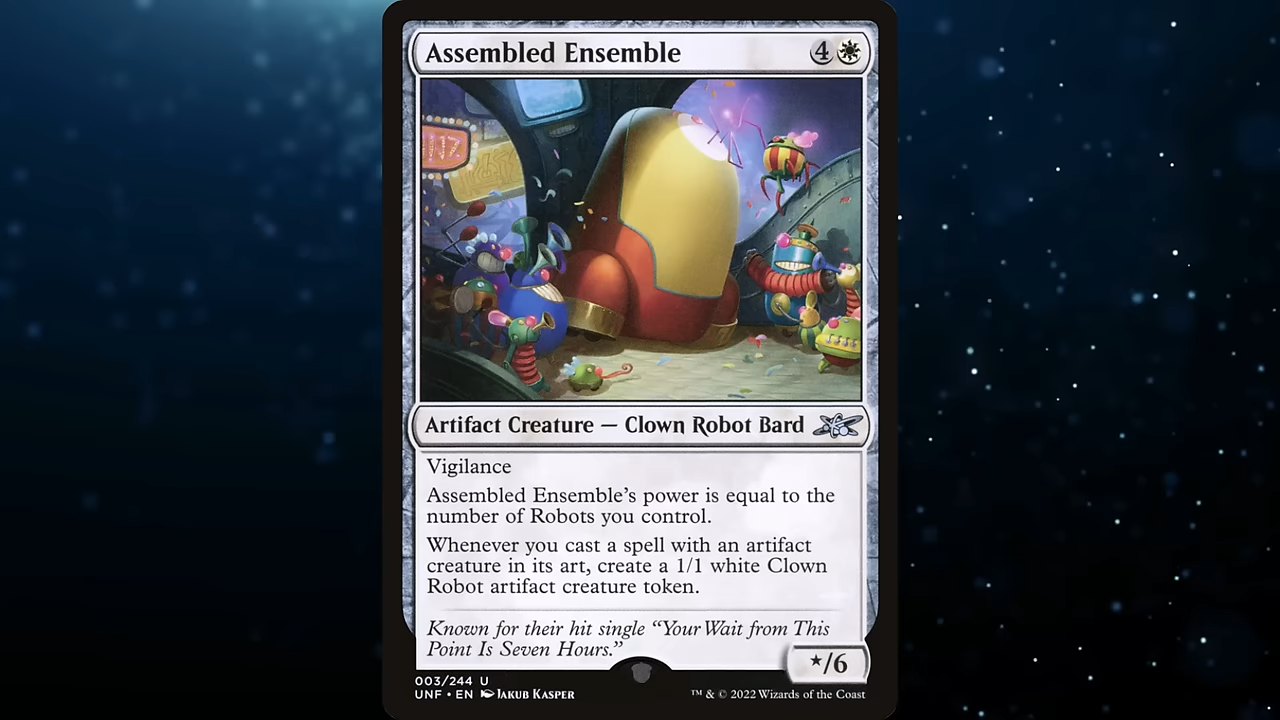 Assembled Ensemble 4
Artifact Creature — Clown Robot Bard
Vigilance
Assembled Ensemble's power is equal to the
number of Robots you control.
Whenever you cast a spell with an artifact
creature in its art, create a 1/1 white Clown
Robot artifact creature token.
Known for their hit single “Your Wait from This
Point Is Seven Hours.”
★/6
003/244 U
UNF • EN Jakub Kasper
™ & © 2022 Wizards of the Coast